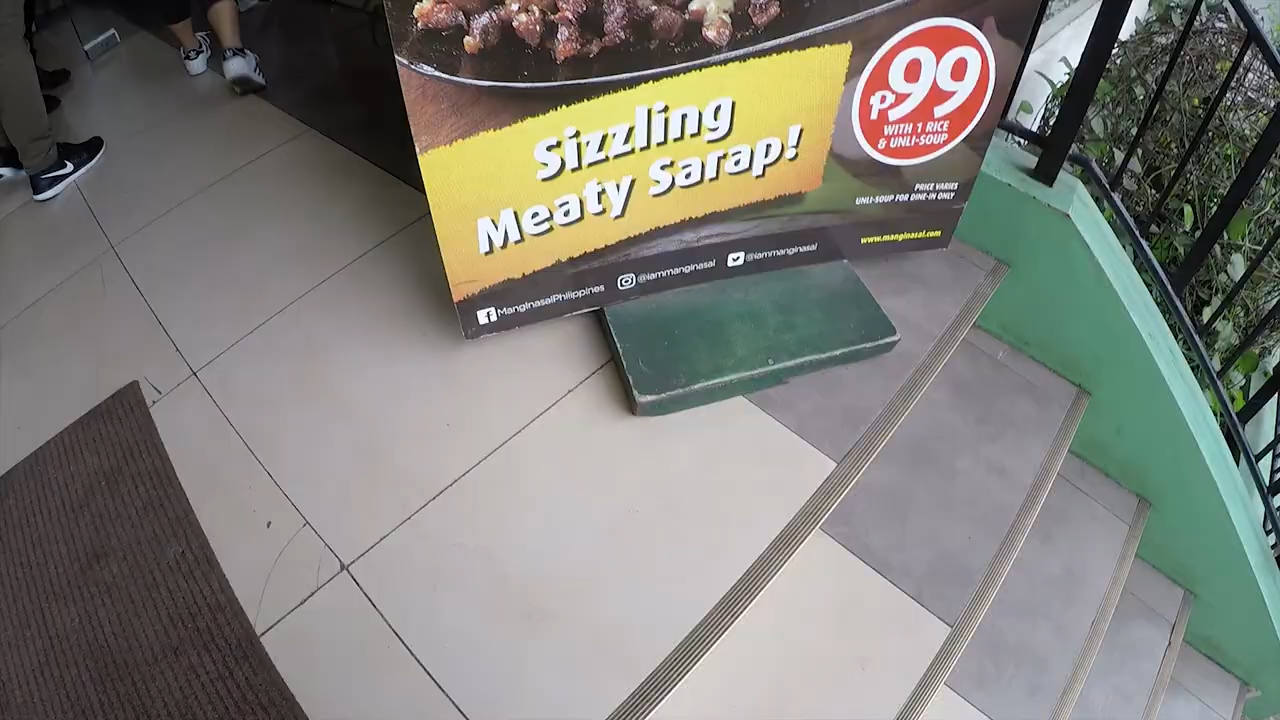 Sizzling
Meaty Sarap!
₱99
WITH 1 RICE
& UNLI-SOUP
PRICE VARIES
UNLI-SOUP FOR DINE-IN ONLY
www.manginasal.com
ManginasalPhilippines @iammanginasal @iammanginasal